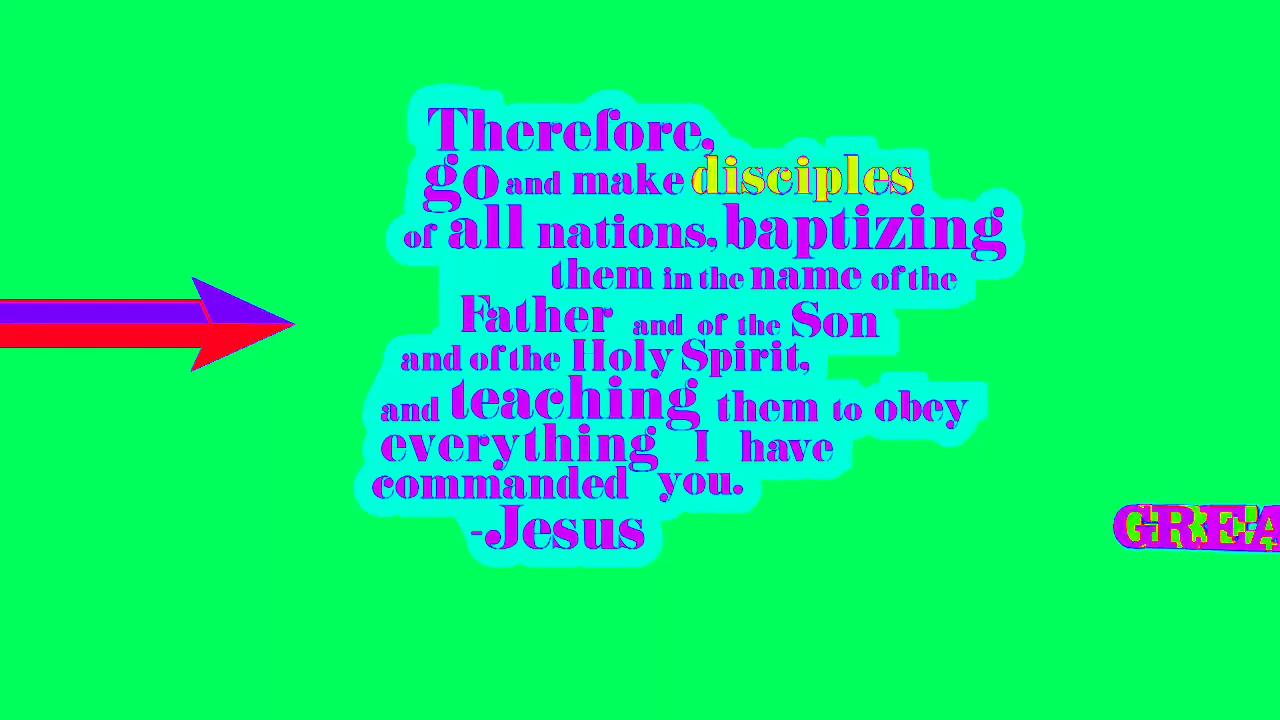 Therefore,
go and make disciples
of all nations, baptizing
them in the name of the
Father and of the Son
and of the Holy Spirit,
and teaching them to obey
everything I have
commanded you.
-Jesus